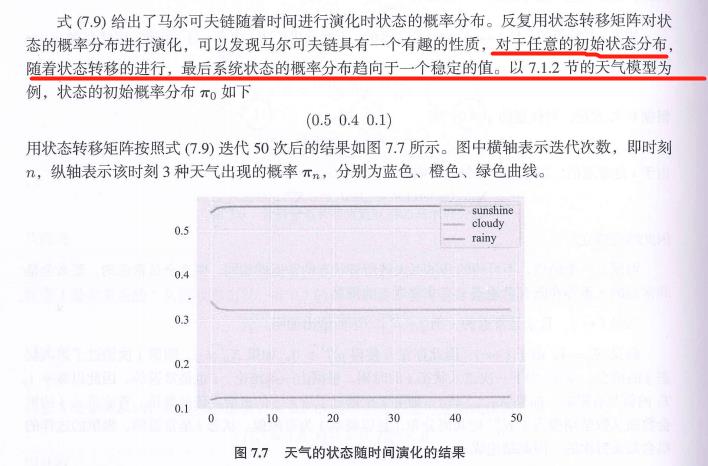 式 (7.9) 给出了马尔可夫链随着时间进行演化时状态的概率分布。反复用状态转移矩阵对状
态的概率分布进行演化，可以发现马尔可夫链具有一个有趣的性质，对于任意的初始状态分布，
随着状态转移的进行，最后系统状态的概率分布趋向于一个稳定的值。以 7.1.2 节的天气模型为
例，状态的初始概率分布 π₀ 如下
(0.5 0.4 0.1)
用状态转移矩阵按照式 (7.9) 迭代 50 次后的结果如图 7.7 所示。图中横轴表示迭代次数，即时刻
n，纵轴表示该时刻 3 种天气出现的概率 πₙ，分别为蓝色、橙色、绿色曲线。
sunshine
cloudy
rainy
0.5
0.4
0.3
0.2
0.1
0 10 20 30 40 50
图 7.7 天气的状态随时间演化的结果